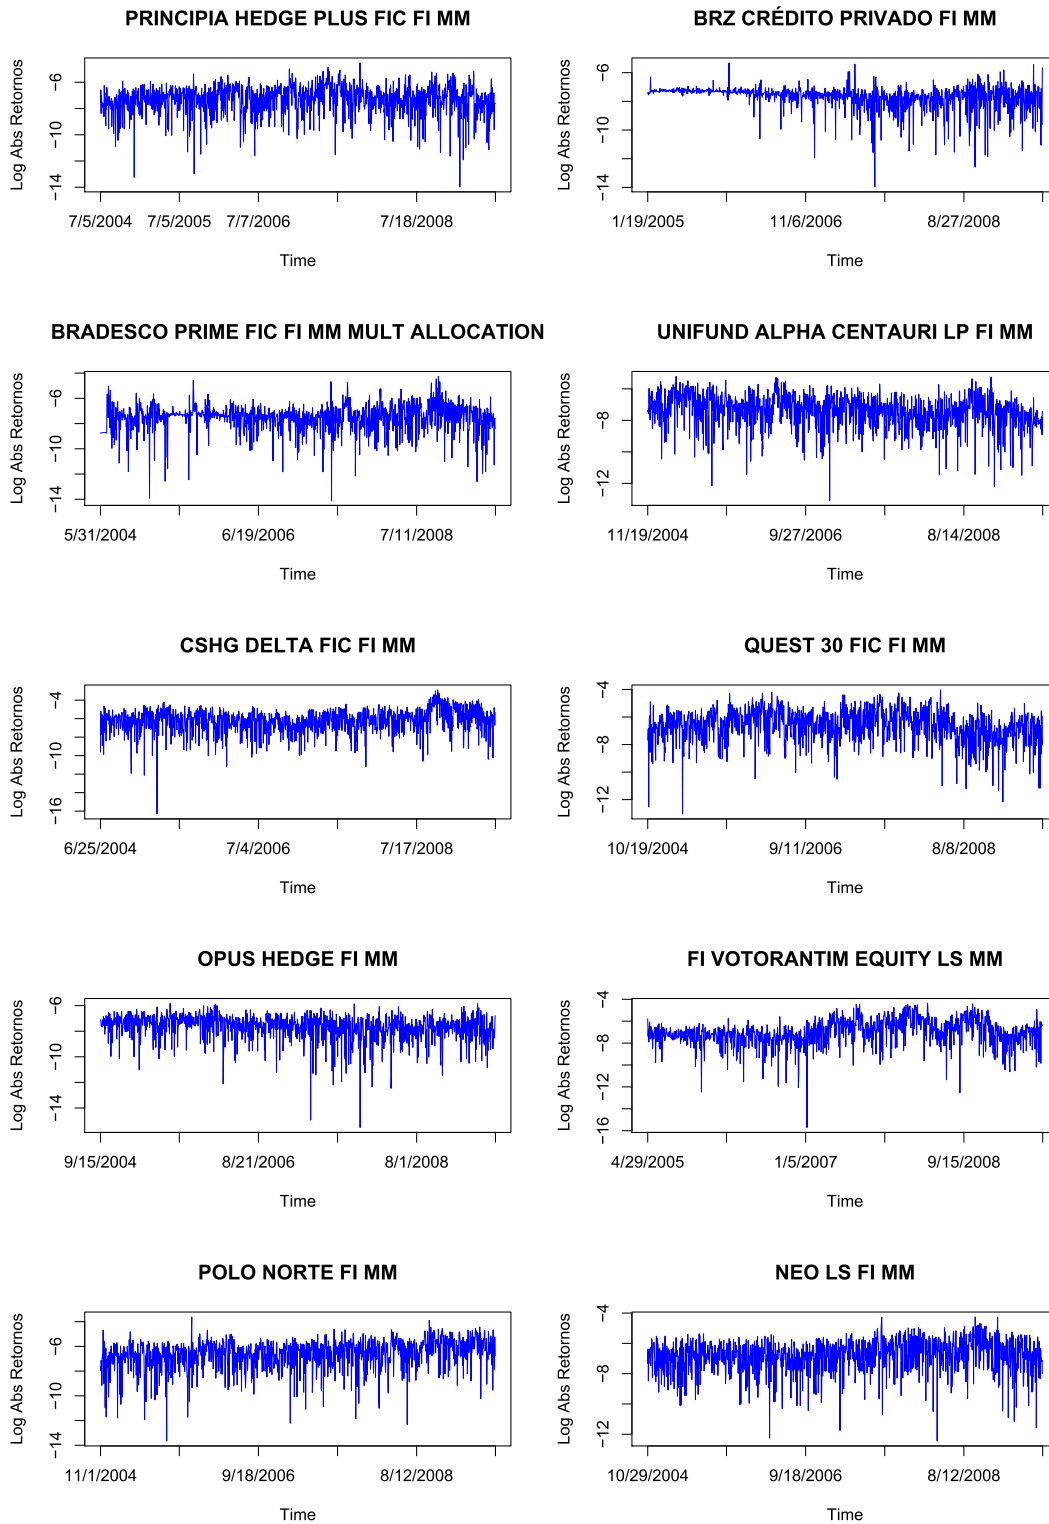 PRINCIPIA HEDGE PLUS FIC FI MM
Log Abs Retornos
−6
−10
−14
7/5/2004 7/5/2005 7/7/2006 7/18/2008
Time
BRZ CRÉDITO PRIVADO FI MM
Log Abs Retornos
−6
−10
−14
1/19/2005 11/6/2006 8/27/2008
Time
BRADESCO PRIME FIC FI MM MULT ALLOCATION
Log Abs Retornos
−6
−10
−14
5/31/2004 6/19/2006 7/11/2008
Time
UNIFUND ALPHA CENTAURI LP FI MM
Log Abs Retornos
−8
−12
11/19/2004 9/27/2006 8/14/2008
Time
CSHG DELTA FIC FI MM
Log Abs Retornos
−4
−10
−16
6/25/2004 7/4/2006 7/17/2008
Time
QUEST 30 FIC FI MM
Log Abs Retornos
−4
−8
−12
10/19/2004 9/11/2006 8/8/2008
Time
OPUS HEDGE FI MM
Log Abs Retornos
−6
−10
−14
9/15/2004 8/21/2006 8/1/2008
Time
FI VOTORANTIM EQUITY LS MM
Log Abs Retornos
−4
−8
−12
−16
4/29/2005 1/5/2007 9/15/2008
Time
POLO NORTE FI MM
Log Abs Retornos
−6
−10
−14
11/1/2004 9/18/2006 8/12/2008
Time
NEO LS FI MM
Log Abs Retornos
−4
−8
−12
10/29/2004 9/18/2006 8/12/2008
Time